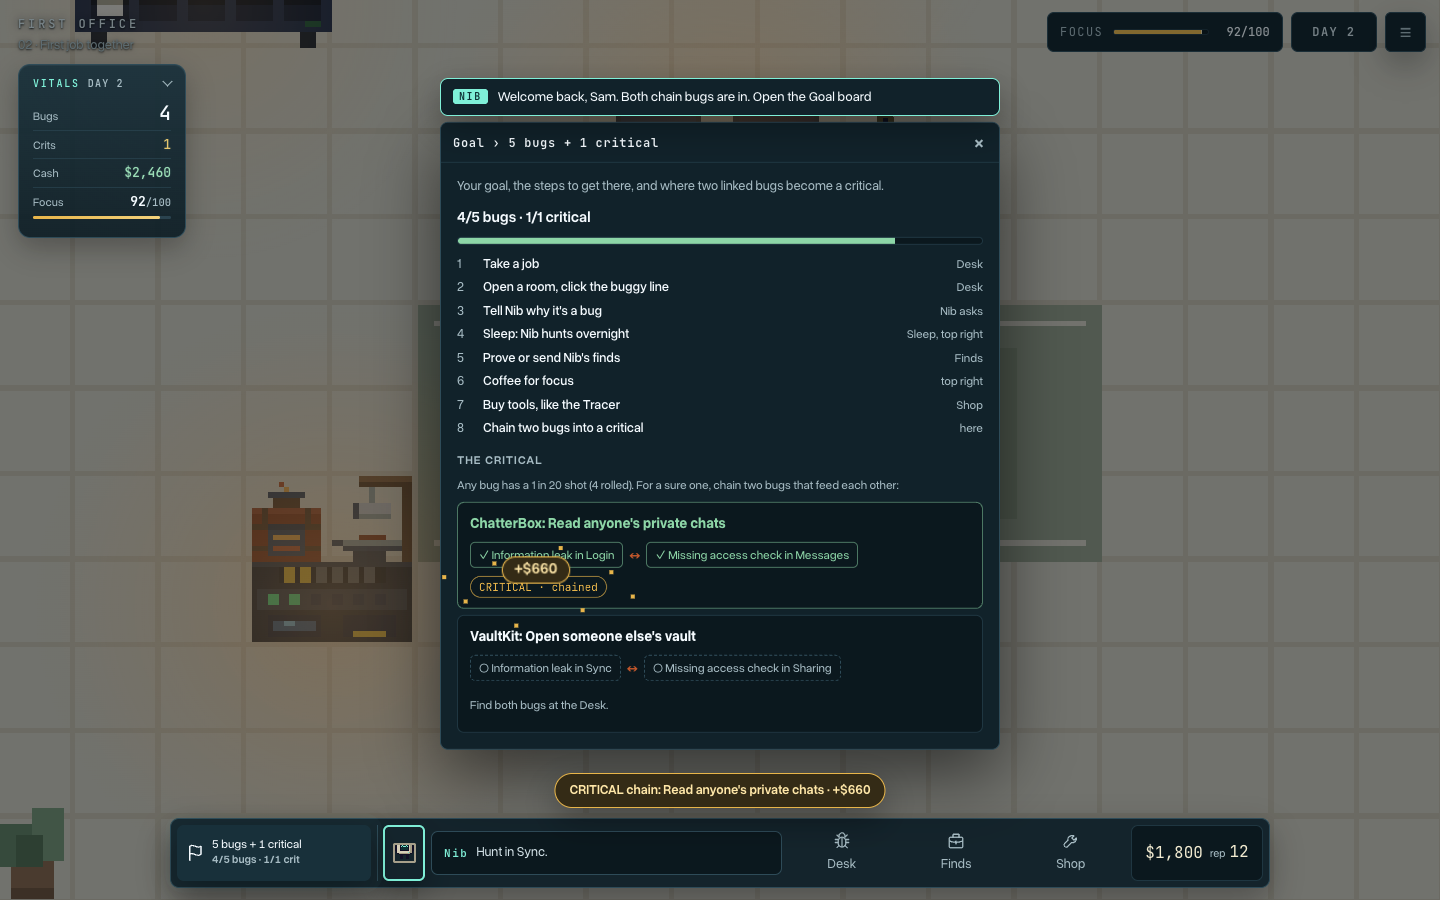 FIRST OFFICE
02 · First job together
FOCUS 92/100
DAY 2
VITALS DAY 2
Bugs 4
Crits 1
Cash $2,460
Focus 92/100
NIB Welcome back, Sam. Both chain bugs are in. Open the Goal board
Goal › 5 bugs + 1 critical ×
Your goal, the steps to get there, and where two linked bugs become a critical.
4/5 bugs · 1/1 critical
1 Take a job Desk
2 Open a room, click the buggy line Desk
3 Tell Nib why it's a bug Nib asks
4 Sleep: Nib hunts overnight Sleep, top right
5 Prove or send Nib's finds Finds
6 Coffee for focus top right
7 Buy tools, like the Tracer Shop
8 Chain two bugs into a critical here
THE CRITICAL
Any bug has a 1 in 20 shot (4 rolled). For a sure one, chain two bugs that feed each other:
ChatterBox: Read anyone's private chats
✓ Information leak in Login ↔ ✓ Missing access check in Messages
+$660
CRITICAL · chained
VaultKit: Open someone else's vault
○ Information leak in Sync ↔ ○ Missing access check in Sharing
Find both bugs at the Desk.
CRITICAL chain: Read anyone's private chats · +$660
5 bugs + 1 critical
4/5 bugs · 1/1 crit
Nib Hunt in Sync.
Desk
Finds
Shop
$1,800 rep 12